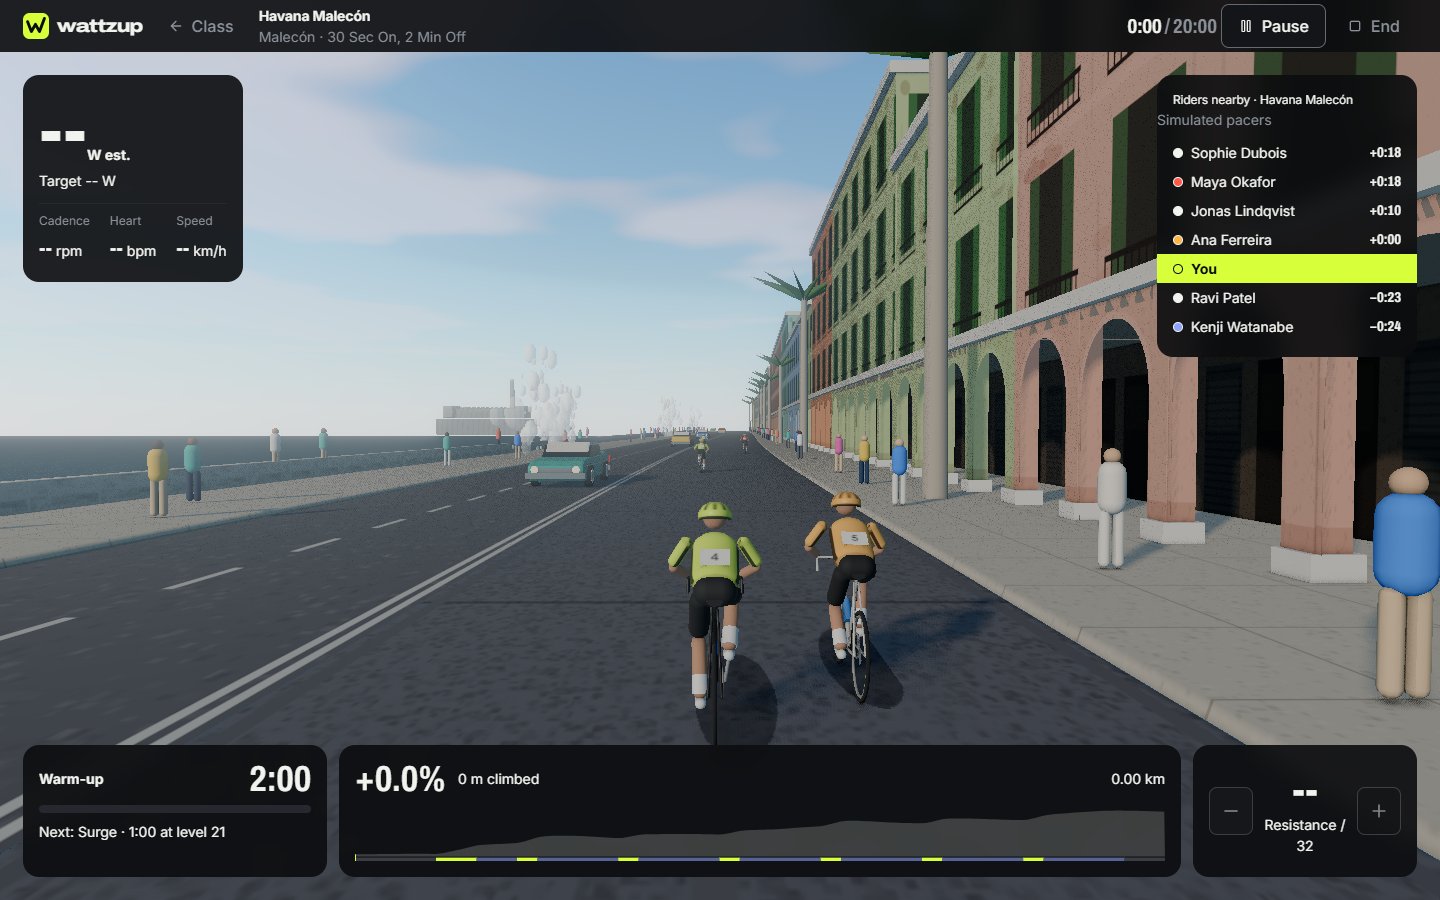 W wattzup
← Class
Havana Malecón
Malecón · 30 Sec On, 2 Min Off
0:00 / 20:00
Pause
End
--
W est.
Target -- W
Cadence Heart Speed
-- rpm -- bpm -- km/h
Riders nearby · Havana Malecón
Simulated pacers
Sophie Dubois +0:18
Maya Okafor +0:18
Jonas Lindqvist +0:10
Ana Ferreira +0:00
You
Ravi Patel −0:23
Kenji Watanabe −0:24
4
5
Warm-up 2:00
Next: Surge · 1:00 at level 21
+0.0% 0 m climbed 0.00 km
−
--
+
Resistance /
32